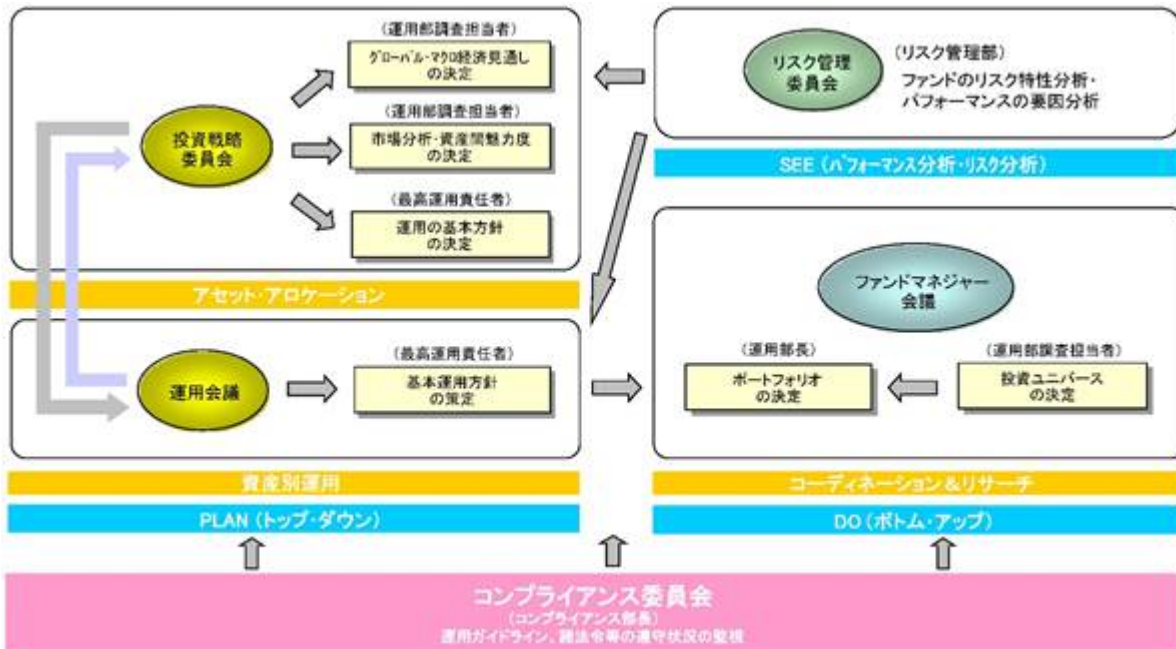 (運用部調査担当者)
グローバル・マクロ経済見通し
の決定
投資戦略
委員会
(運用部調査担当者)
市場分析・資産間魅力度
の決定
(最高運用責任者)
運用の基本方針
の決定
アセット・アロケーション
運用会議
(最高運用責任者)
基本運用方針
の策定
資産別運用
PLAN (トップ・ダウン)
リスク管理
委員会
(リスク管理部)
ファンドのリスク特性分析・
パフォーマンスの要因分析
SEE (パフォーマンス分析・リスク分析)
ファンドマネジャー
会議
(運用部長)
ポートフォリオ
の決定
(運用部調査担当者)
投資ユニバース
の決定
コーディネーション&リサーチ
DO (ボトム・アップ)
コンプライアンス委員会
(コンプライアンス部長)
運用ガイドライン、諸法令等の遵守状況の監視